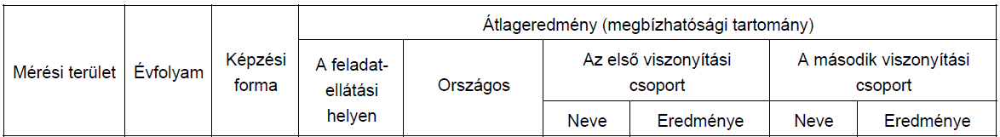 Mérési terület
Évfolyam
Képzési
forma
Átlageredmény (megbízhatósági tartomány)
A feladat-
ellátási
helyen
Országos
Az első viszonyítási
csoport
A második viszonyítási
csoport
Neve
Eredménye
Neve
Eredménye